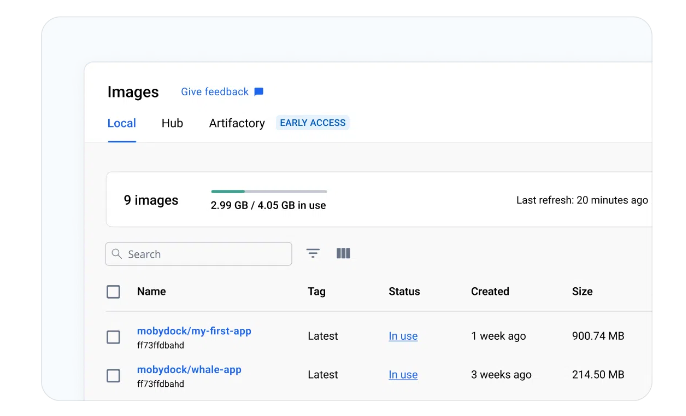 Images Give feedback
Local Hub Artifactory EARLY ACCESS
9 images 2.99 GB / 4.05 GB in use Last refresh: 20 minutes ago
Search
Name Tag Status Created Size
mobydock/my-first-app Latest In use 1 week ago 900.74 MB
ff73ffdbahd
mobydock/whale-app Latest In use 3 weeks ago 214.50 MB
ff73ffdbahd